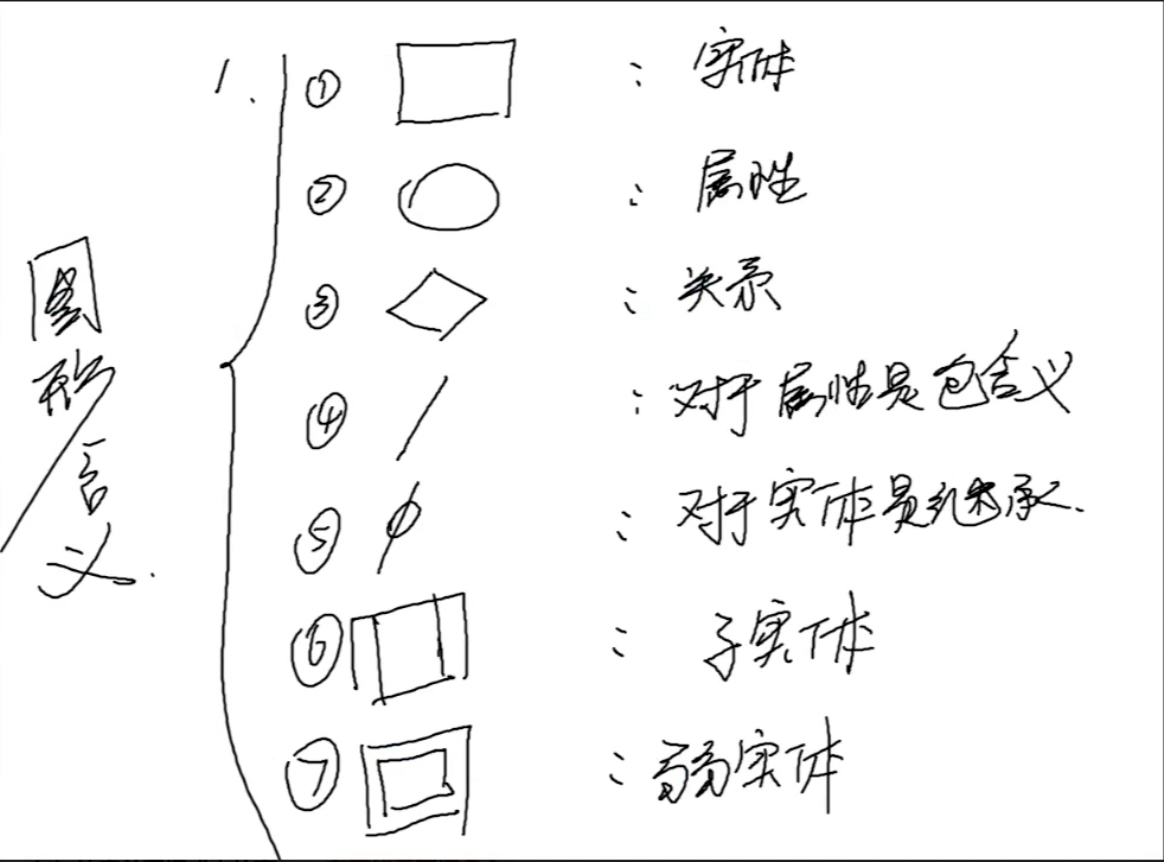 1.
图形含义.
① : 实体
② : 属性
③ : 关系
④ : 对于属性是包含义
⑤ : 对于实体是继承.
⑥ : 子实体
⑦ : 弱实体